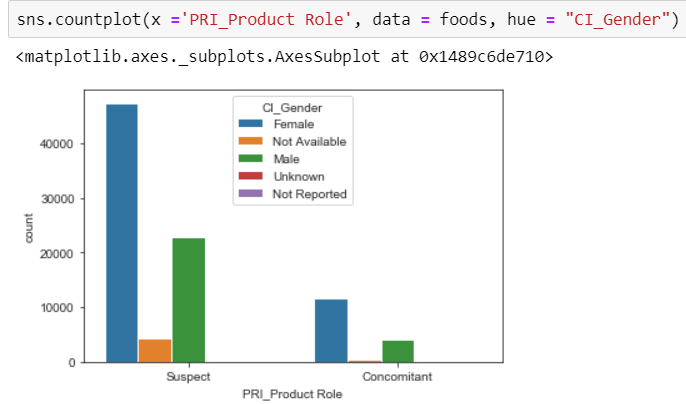 sns.countplot(x ='PRI_Product Role', data = foods, hue = "CI_Gender")
<matplotlib.axes._subplots.AxesSubplot at 0x1489c6de710>
CI_Gender
Female
Not Available
Male
Unknown
Not Reported
40000
30000
20000
10000
0
count
Suspect Concomitant
PRI_Product Role